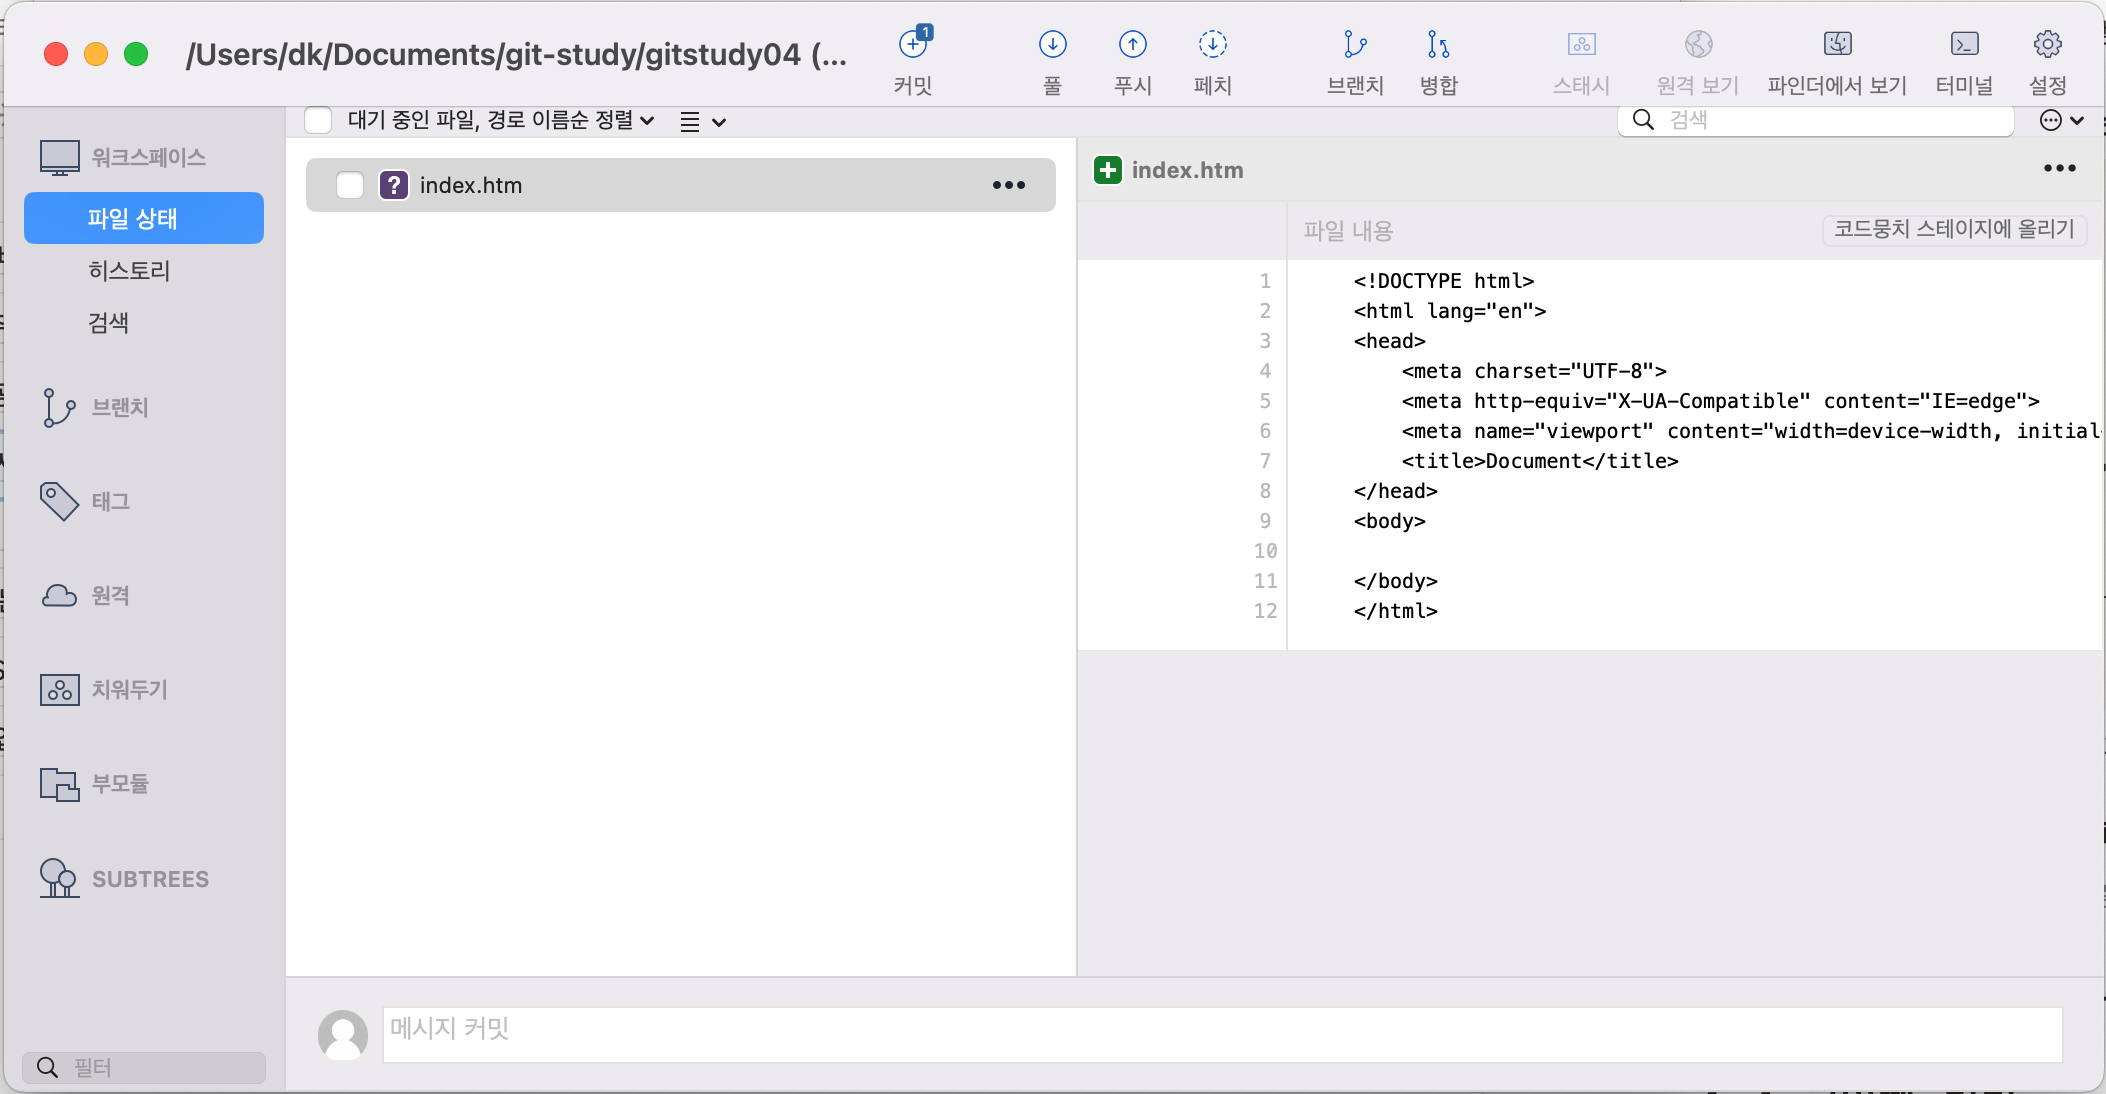 /Users/dk/Documents/git-study/gitstudy04 (...
1
커밋
풀
푸시
페치
브랜치
병합
스태시
원격 보기
파인더에서 보기
터미널
설정
대기 중인 파일, 경로 이름순 정렬
검색
워크스페이스
파일 상태
히스토리
검색
브랜치
태그
원격
치워두기
부모듈
SUBTREES
필터
? index.htm
index.htm
파일 내용
코드뭉치 스테이지에 올리기
1 <!DOCTYPE html>
2 <html lang="en">
3 <head>
4 <meta charset="UTF-8">
5 <meta http-equiv="X-UA-Compatible" content="IE=edge">
6 <meta name="viewport" content="width=device-width, initial-
7 <title>Document</title>
8 </head>
9 <body>
10
11 </body>
12 </html>
메시지 커밋